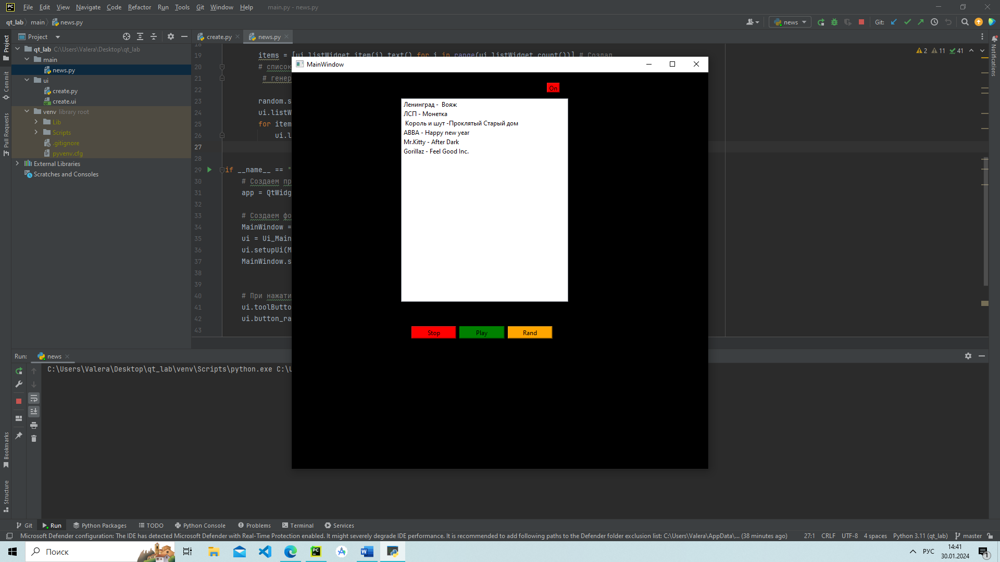 File Edit View Navigate Code Refactor Run Tools Git Window Help main.py - news.py
qt_lab main news.py
news
Git:
Project
create.py
news.py
qt_lab C:\Users\Valera\Desktop\qt_lab
main
news.py
ui
create.py
create.ui
venv library root
Lib
Scripts
.gitignore
pyvenv.cfg
External Libraries
Scratches and Consoles
Project
Commit
Pull Requests
Bookmarks
Structure
Notifications
2 11 41
18
19 items = [ui.listWidget.item(i).text() for i in range(ui.listWidget.count())] # Создал
20 # список
21 # генер
22
23 random.s
24 ui.listW
25 for item
26 ui.l
27
28
29 if __name__ == "
30 # Создаем пр
31 app = QtWidg
32
33 # Создаем фо
34 MainWindow =
35 ui = Ui_Main
36 ui.setupUi(M
37 MainWindow.s
38
39
40 # При нажати
41 ui.toolButto
42 ui.button_ra
43
MainWindow
On
Ленинград -  Вояж
ЛСП - Монетка
Король и шут -Проклятый Старый дом
ABBA - Happy new year
Mr.Kitty - After Dark
Gorillaz - Feel Good Inc.
Stop Play Rand
Run: news
C:\Users\Valera\Desktop\qt_lab\venv\Scripts\python.exe C:\U
Git Run Python Packages TODO Python Console Problems Terminal Services
Microsoft Defender configuration: The IDE has detected Microsoft Defender with Real-Time Protection enabled. It might severely degrade IDE performance. It is recommended to add following paths to the Defender folder exclusion list: C:\Users\Valera\AppData\... (38 minutes ago) 27:1 CRLF UTF-8 4 spaces Python 3.11 (qt_lab) master
Поиск
РУС
14:41
30.01.2024
1